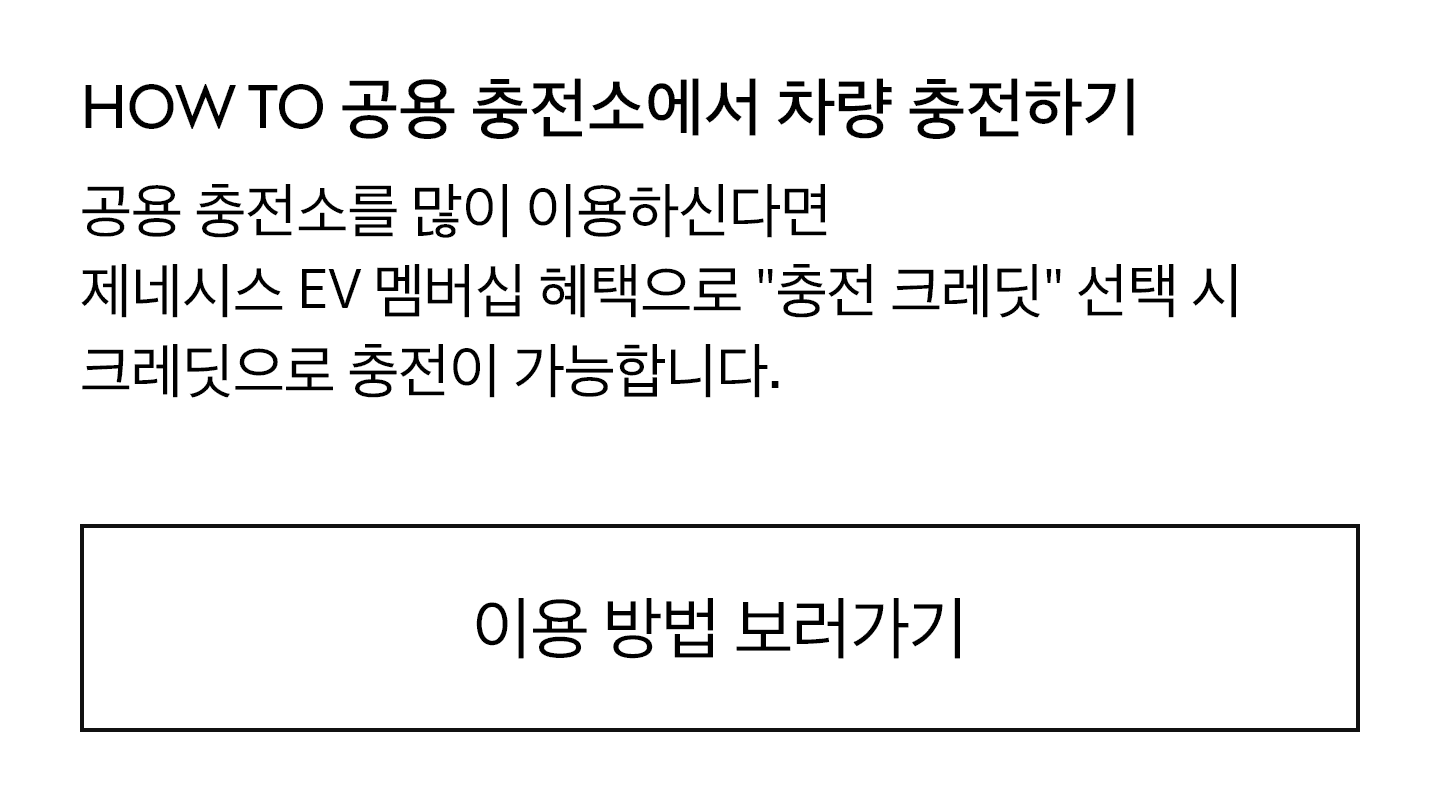 HOW TO 공용 충전소에서 차량 충전하기
공용 충전소를 많이 이용하신다면
제네시스 EV 멤버십 혜택으로 "충전 크레딧" 선택 시
크레딧으로 충전이 가능합니다.
이용 방법 보러가기